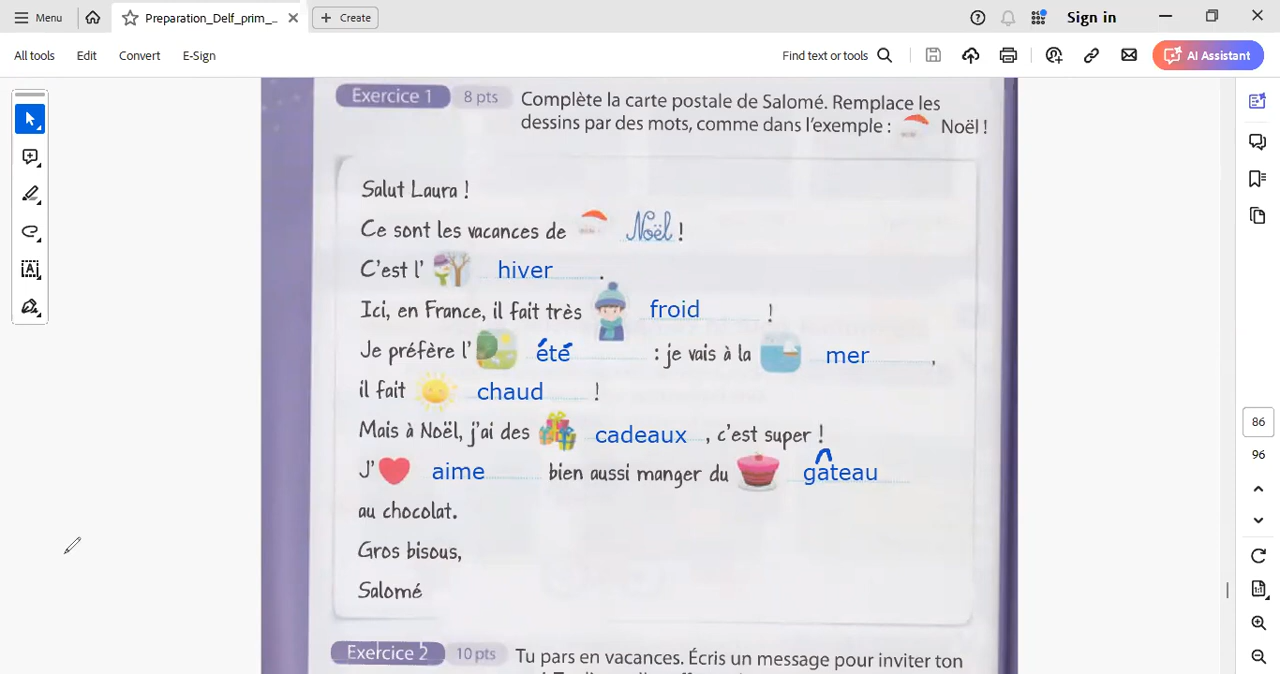 Menu Preparation_Delf_prim_... Create Sign in
All tools Edit Convert E-Sign Find text or tools AI Assistant
Exercice 1 8 pts Complète la carte postale de Salomé. Remplace les
dessins par des mots, comme dans l'exemple : Noël !
Salut Laura !
Ce sont les vacances de Noël !
C'est l' hiver .
Ici, en France, il fait très froid !
Je préfère l' été : je vais à la mer ,
il fait chaud !
Mais à Noël, j'ai des cadeaux , c'est super !
J' aime bien aussi manger du gâteau
au chocolat.
Gros bisous,
Salomé
Exercice 2 10 pts Tu pars en vacances. Écris un message pour inviter ton
86
96